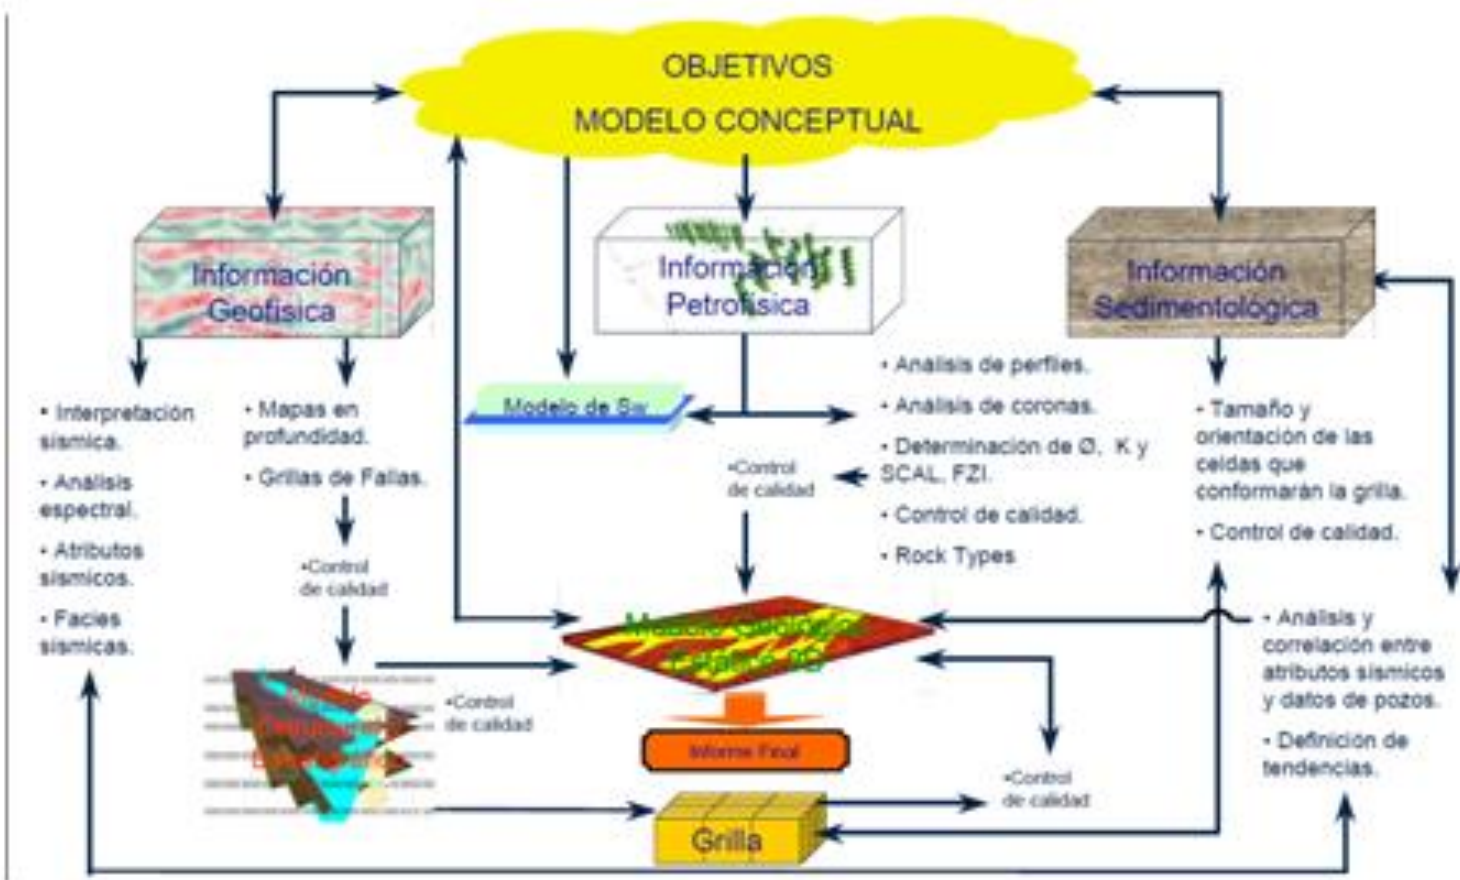 OBJETIVOS
MODELO CONCEPTUAL
Información
Geofísica
Información
Petrofísica
Información
Sedimentológica
• Interpretación
sísmica.
• Análisis
espectral.
• Atributos
sísmicos.
• Facies
sísmicas.
• Mapas en
profundidad.
• Grillas de Fallas.
•Control
de calidad
Modelo de Sw
•Control
de calidad
• Análisis de perfiles.
• Análisis de coronas.
• Determinación de Ø, K y
SCAL, FZI.
• Control de calidad.
• Rock Types
• Tamaño y
orientación de las
celdas que
conformarán la grilla.
• Control de calidad.
Modelo Geológico
•Control
de calidad
Informe Final
•Control
de calidad
Grilla
• Análisis y
correlación entre
atributos sísmicos
y datos de pozos.
• Definición de
tendencias.